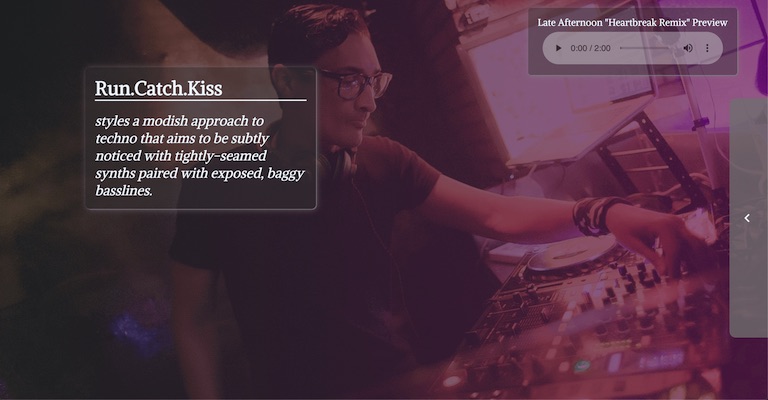 Late Afternoon "Heartbreak Remix" Preview
0:00 / 2:00
Run.Catch.Kiss
styles a modish approach to
techno that aims to be subtly
noticed with tightly-seamed
synths paired with exposed, baggy
basslines.